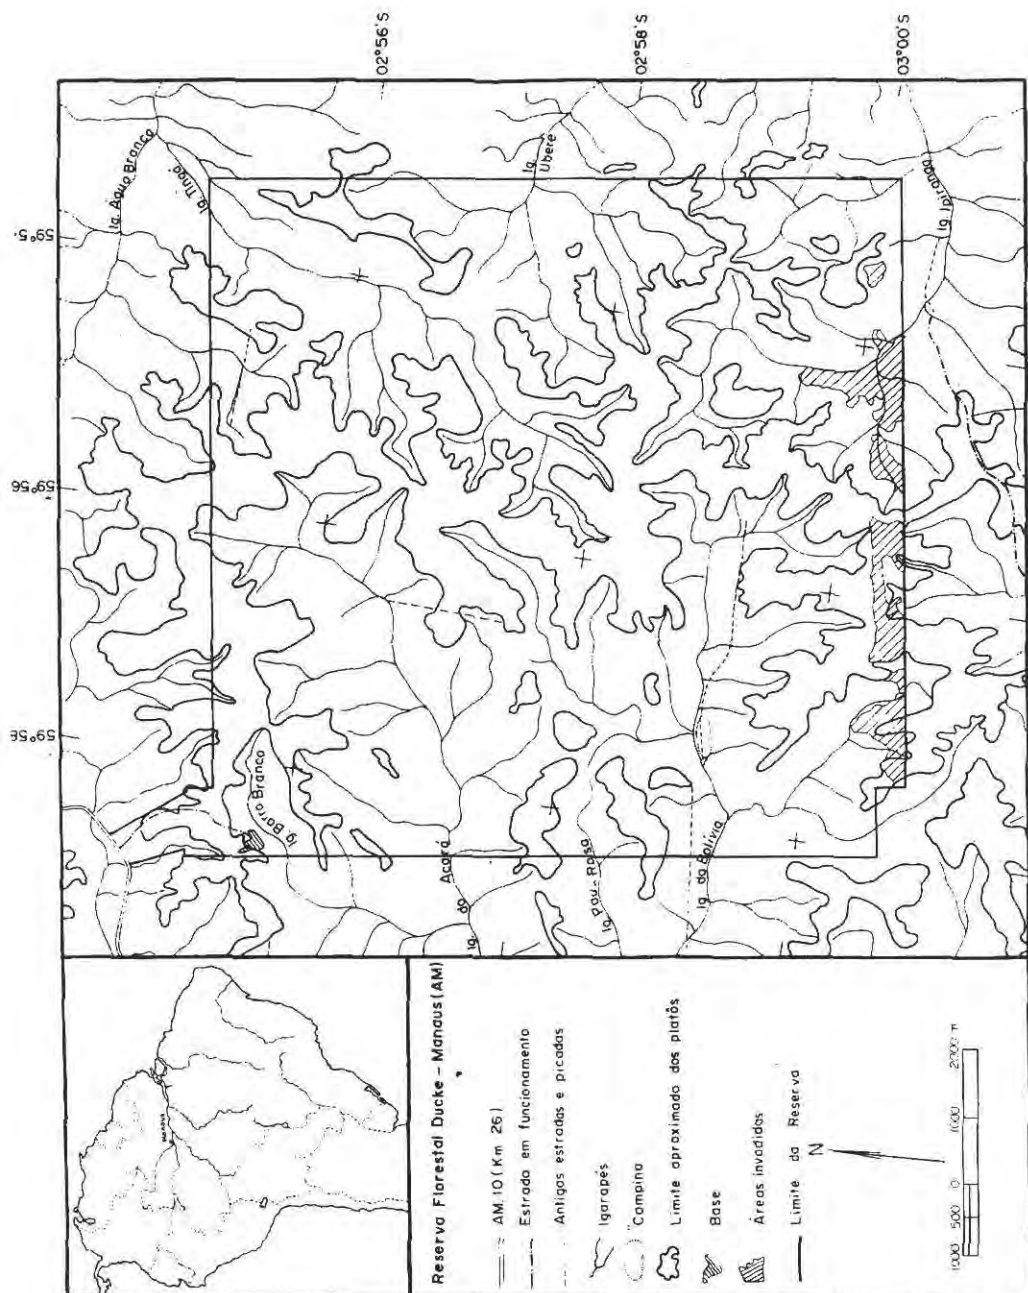 02°56'S
02°58'S
03°00'S
59°5'
59°56'
59°58
Ig. Água Branca
Ig. Tinga
Ig. Uberê
Ig. Ipiranga
Ig. Barro Branco
Ig. do Acará
Ig. Pau-Rosa
Ig. da Bolívia
MANAUS
Reserva Florestal Ducke - Manaus (AM)
AM 10 (Km 26)
Estrada em funcionamento
Antigas estradas e picadas
Igarapés
"Campina
Limite aproximado dos platôs
Base
Áreas invadidas
Limite da Reserva
N
1000 500 0 1000 2000 m